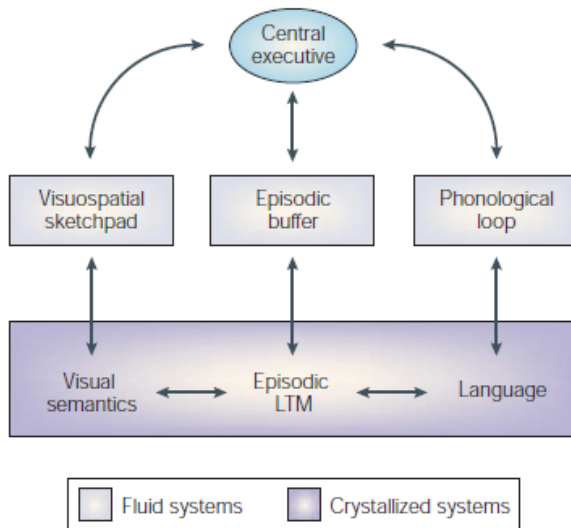 Central
executive
Visuospatial
sketchpad
Episodic
buffer
Phonological
loop
Visual
semantics
Episodic
LTM
Language
Fluid systems
Crystallized systems